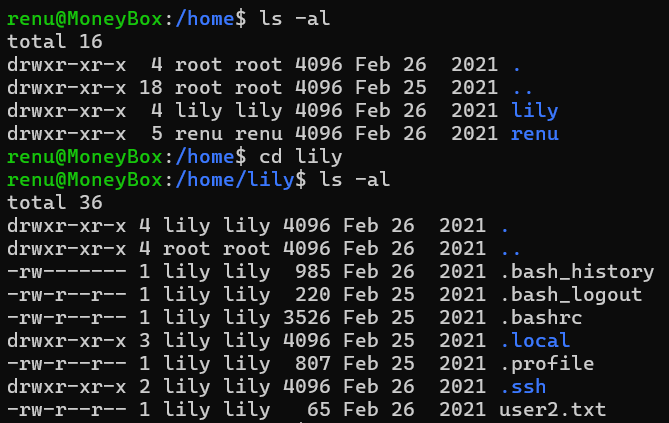 renu@MoneyBox:/home$ ls -al
total 16
drwxr-xr-x  4 root root 4096 Feb 26  2021 .
drwxr-xr-x 18 root root 4096 Feb 25  2021 ..
drwxr-xr-x  4 lily lily 4096 Feb 26  2021 lily
drwxr-xr-x  5 renu renu 4096 Feb 26  2021 renu
renu@MoneyBox:/home$ cd lily
renu@MoneyBox:/home/lily$ ls -al
total 36
drwxr-xr-x 4 lily lily 4096 Feb 26  2021 .
drwxr-xr-x 4 root root 4096 Feb 26  2021 ..
-rw------- 1 lily lily  985 Feb 26  2021 .bash_history
-rw-r--r-- 1 lily lily  220 Feb 25  2021 .bash_logout
-rw-r--r-- 1 lily lily 3526 Feb 25  2021 .bashrc
drwxr-xr-x 3 lily lily 4096 Feb 25  2021 .local
-rw-r--r-- 1 lily lily  807 Feb 25  2021 .profile
drwxr-xr-x 2 lily lily 4096 Feb 26  2021 .ssh
-rw-r--r-- 1 lily lily   65 Feb 26  2021 user2.txt